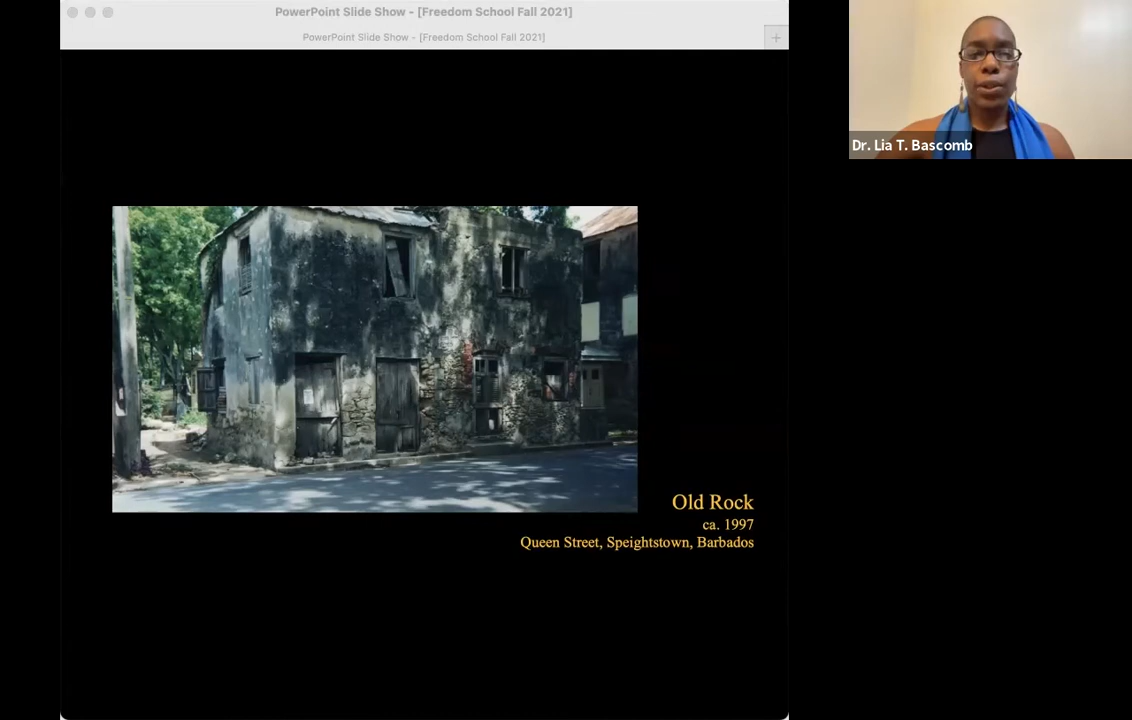 PowerPoint Slide Show - [Freedom School Fall 2021]
PowerPoint Slide Show - [Freedom School Fall 2021]
Dr. Lia T. Bascomb
Old Rock
ca. 1997
Queen Street, Speightstown, Barbados